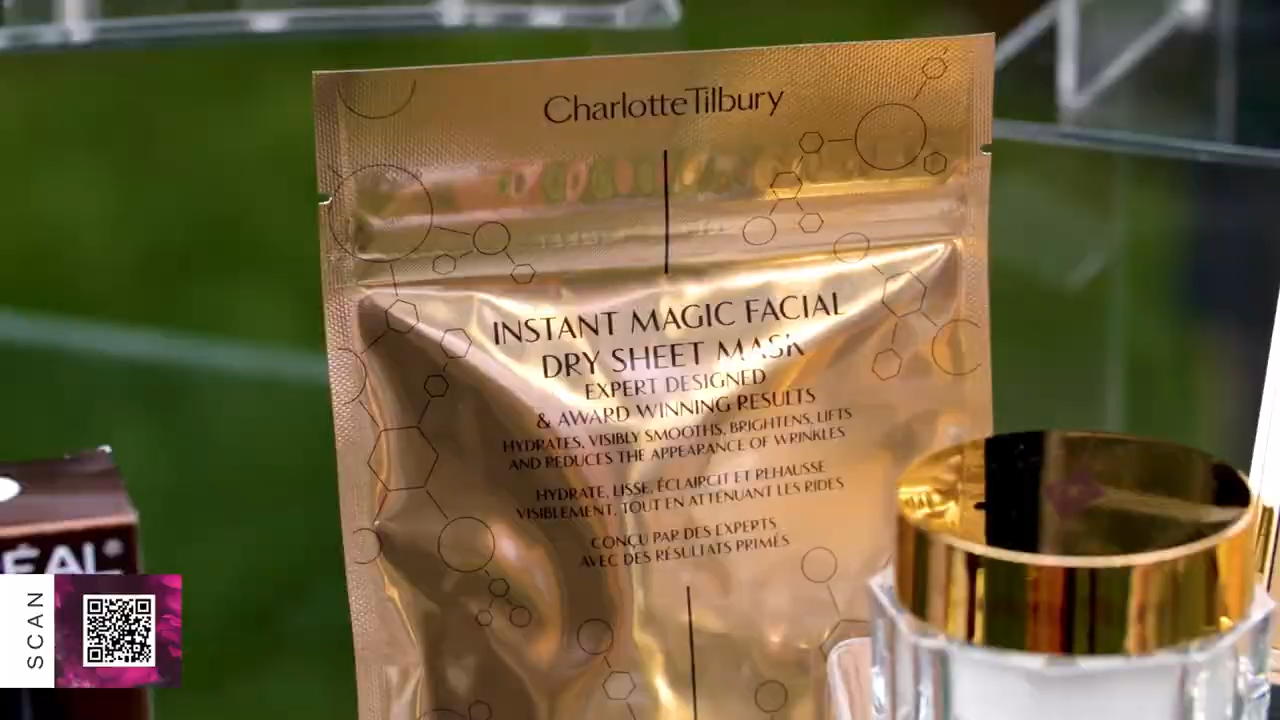 CharlotteTilbury
INSTANT MAGIC FACIAL
DRY SHEET MASK
EXPERT DESIGNED
& AWARD WINNING RESULTS
HYDRATES, VISIBLY SMOOTHS, BRIGHTENS, LIFTS
AND REDUCES THE APPEARANCE OF WRINKLES
HYDRATE, LISSE, ÉCLAIRCIT ET REHAUSSE
VISIBLEMENT, TOUT EN ATTÉNUANT LES RIDES
CONÇU PAR DES EXPERTS
AVEC DES RÉSULTATS PRIMÉS
ÉAL®
SCAN